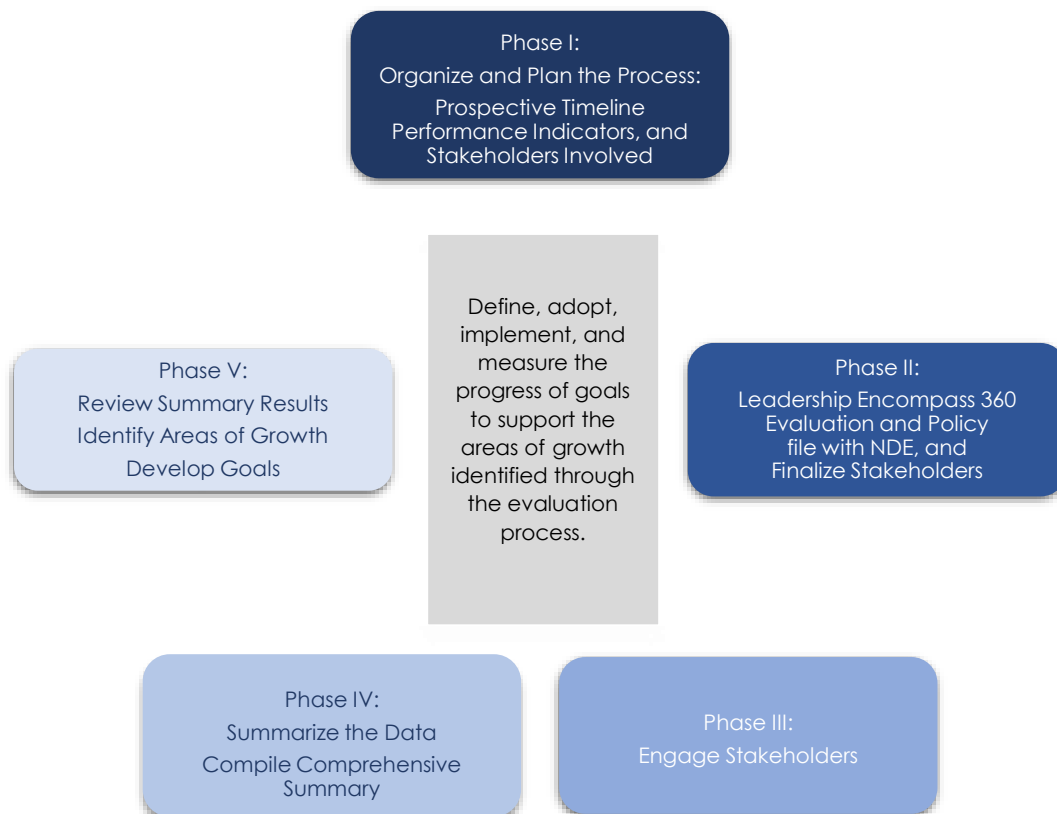 Phase I:
Organize and Plan the Process:
Prospective Timeline
Performance Indicators, and
Stakeholders Involved
Define, adopt,
implement, and
measure the
progress of goals
to support the
areas of growth
identified through
the evaluation
process.
Phase II:
Leadership Encompass 360
Evaluation and Policy
file with NDE, and
Finalize Stakeholders
Phase III:
Engage Stakeholders
Phase IV:
Summarize the Data
Compile Comprehensive
Summary
Phase V:
Review Summary Results
Identify Areas of Growth
Develop Goals